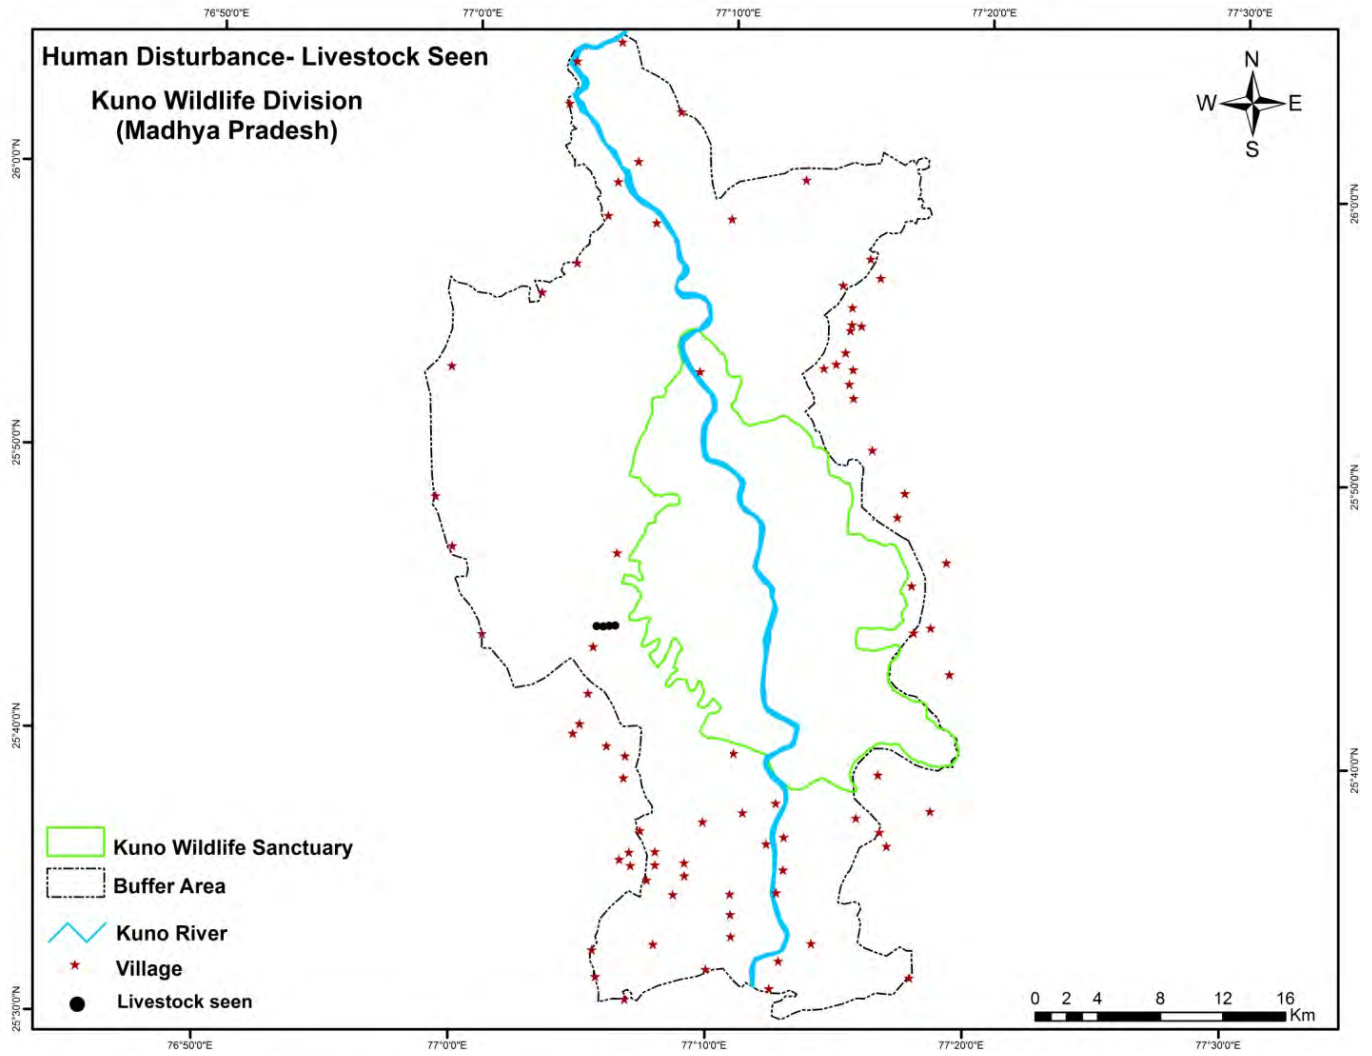 76°50'0"E 77°0'0"E 77°10'0"E 77°20'0"E 77°30'0"E
Human Disturbance- Livestock Seen
Kuno Wildlife Division
(Madhya Pradesh)
N
W E
S
26°0'0"N
26°0'0"N
25°50'0"N
25°50'0"N
25°40'0"N
25°40'0"N
Kuno Wildlife Sanctuary
Buffer Area
Kuno River
Village
Livestock seen
0 2 4 8 12 16
Km
25°30'0"N
76°50'0"E 77°0'0"E 77°10'0"E 77°20'0"E 77°30'0"E